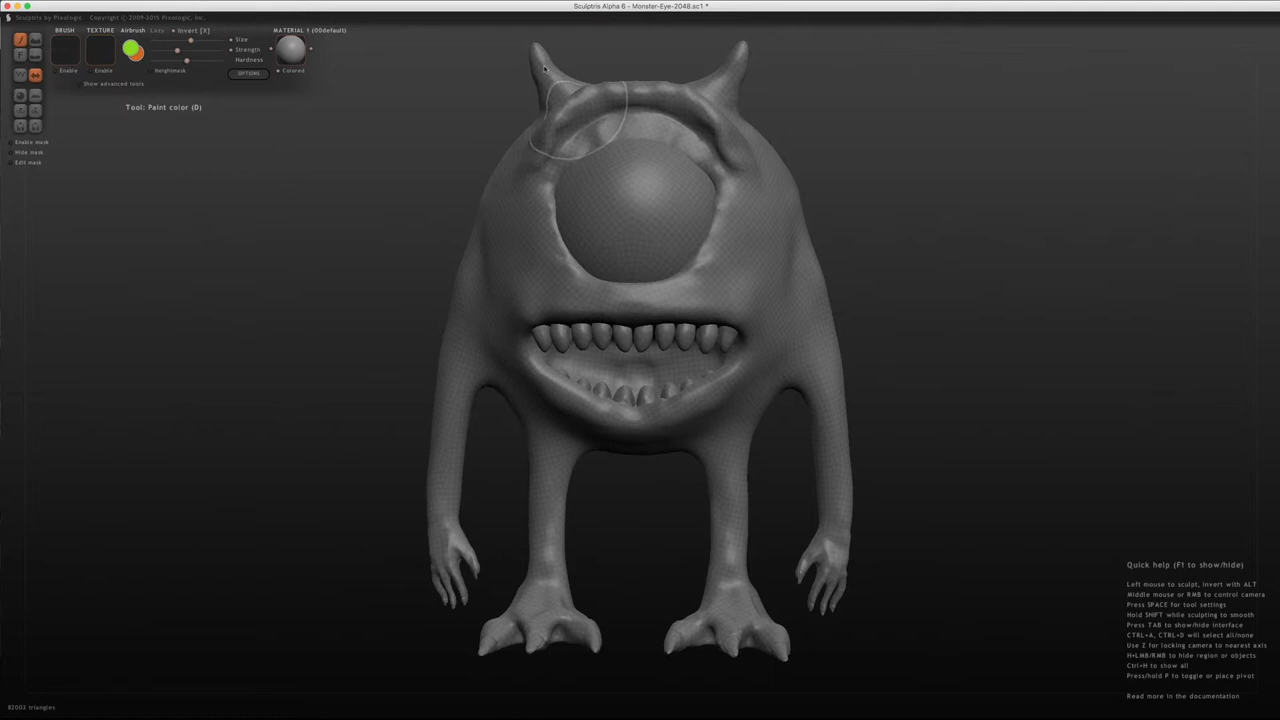 Sculptris Alpha 6 - Monster-Eye-2048.sc1 *
Sculptris by Pixologic. Copyright ©2009-2015 Pixologic, Inc.
BRUSH TEXTURE Airbrush Lazy Invert [X] MATERIAL 1 (00default)
Size
Strength
Hardness
Enable Enable Heightmask OPTIONS Colored
Show advanced tools
Tool: Paint color (D)
Enable mask
Hide mask
Edit mask
Quick help (F1 to show/hide)
Left mouse to sculpt, invert with ALT
Middle mouse or RMB to control camera
Press SPACE for tool settings
Hold SHIFT while sculpting to smooth
Press TAB to show/hide interface
CTRL+A, CTRL+D will select all/none
Use Z for locking camera to nearest axis
H+LMB/RMB to hide region or objects
Ctrl+H to show all
Press/hold P to toggle or place pivot
Read more in the documentation
82002 triangles